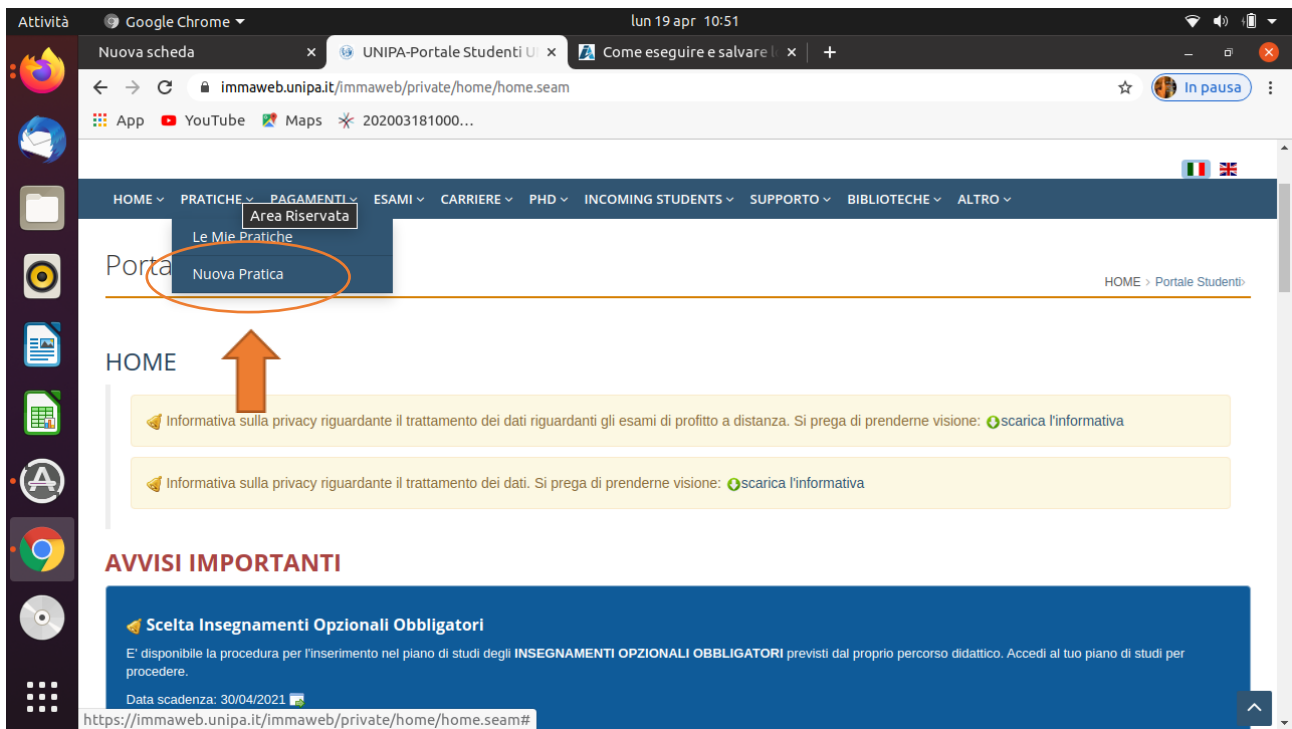 Attività Google Chrome lun 19 apr 10:51
Nuova scheda UNIPA-Portale Studenti U Come eseguire e salvare l
immaweb.unipa.it/immaweb/private/home/home.seam In pausa
App YouTube Maps 202003181000...
HOME PRATICHE PAGAMENTI ESAMI CARRIERE PHD INCOMING STUDENTS SUPPORTO BIBLIOTECHE ALTRO
Area Riservata
Le Mie Pratiche
Porta
Nuova Pratica
HOME > Portale Studenti›
HOME
Informativa sulla privacy riguardante il trattamento dei dati riguardanti gli esami di profitto a distanza. Si prega di prenderne visione: scarica l'informativa
Informativa sulla privacy riguardante il trattamento dei dati. Si prega di prenderne visione: scarica l'informativa
AVVISI IMPORTANTI
Scelta Insegnamenti Opzionali Obbligatori
E' disponibile la procedura per l'inserimento nel piano di studi degli INSEGNAMENTI OPZIONALI OBBLIGATORI previsti dal proprio percorso didattico. Accedi al tuo piano di studi per
procedere.
Data scadenza: 30/04/2021
https://immaweb.unipa.it/immaweb/private/home/home.seam#